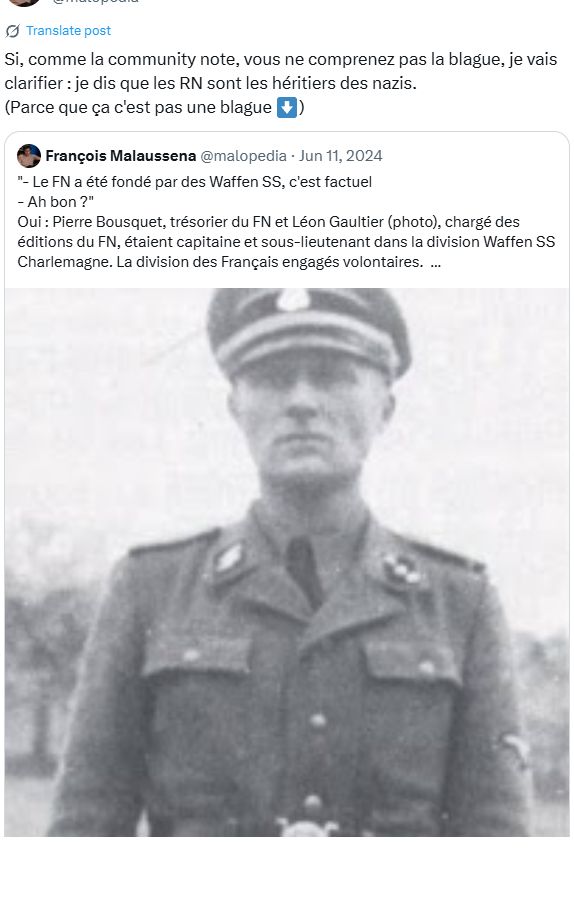 @malopedia
Translate post
Si, comme la community note, vous ne comprenez pas la blague, je vais
clarifier : je dis que les RN sont les héritiers des nazis.
(Parce que ça c'est pas une blague ⬇️)
François Malaussena @malopedia · Jun 11, 2024
"- Le FN a été fondé par des Waffen SS, c'est factuel
- Ah bon ?"
Oui : Pierre Bousquet, trésorier du FN et Léon Gaultier (photo), chargé des
éditions du FN, étaient capitaine et sous-lieutenant dans la division Waffen SS
Charlemagne. La division des Français engagés volontaires. ...